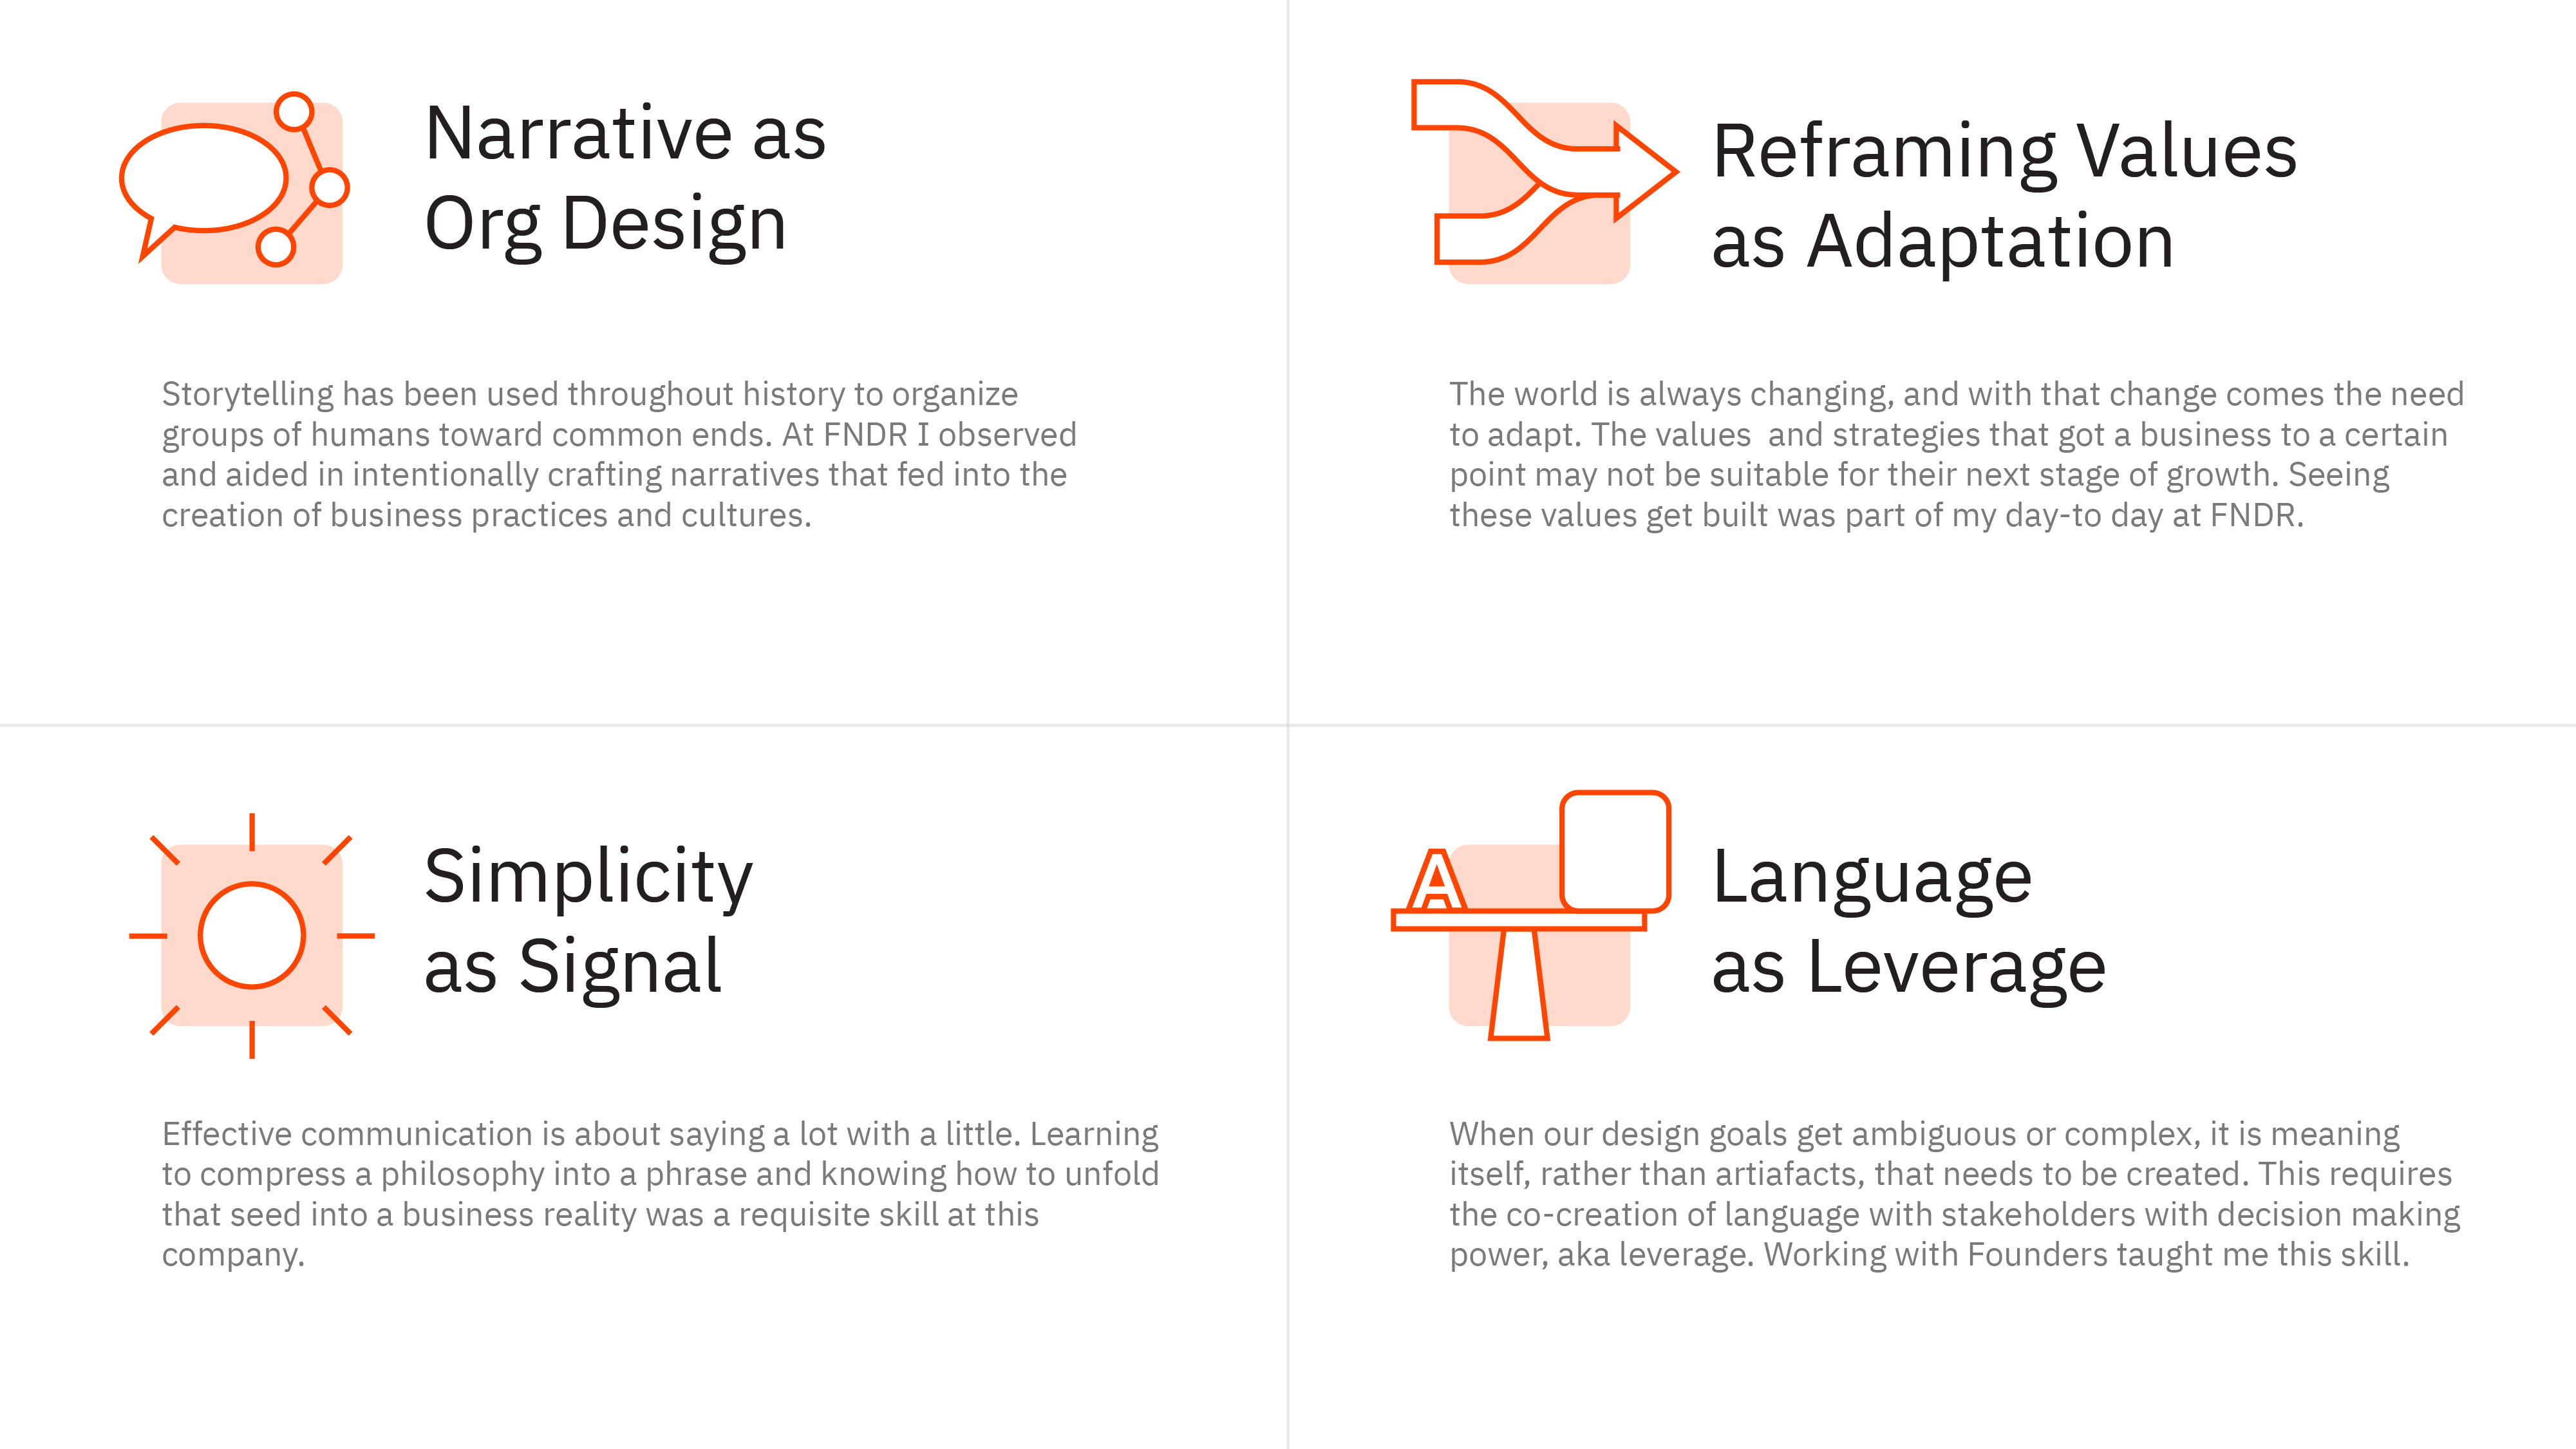 Narrative as
Org Design
Storytelling has been used throughout history to organize
groups of humans toward common ends. At FNDR I observed
and aided in intentionally crafting narratives that fed into the
creation of business practices and cultures.
Reframing Values
as Adaptation
The world is always changing, and with that change comes the need
to adapt. The values  and strategies that got a business to a certain
point may not be suitable for their next stage of growth. Seeing
these values get built was part of my day-to day at FNDR.
Simplicity
as Signal
Effective communication is about saying a lot with a little. Learning
to compress a philosophy into a phrase and knowing how to unfold
that seed into a business reality was a requisite skill at this
company.
A
Language
as Leverage
When our design goals get ambiguous or complex, it is meaning
itself, rather than artiafacts, that needs to be created. This requires
the co-creation of language with stakeholders with decision making
power, aka leverage. Working with Founders taught me this skill.